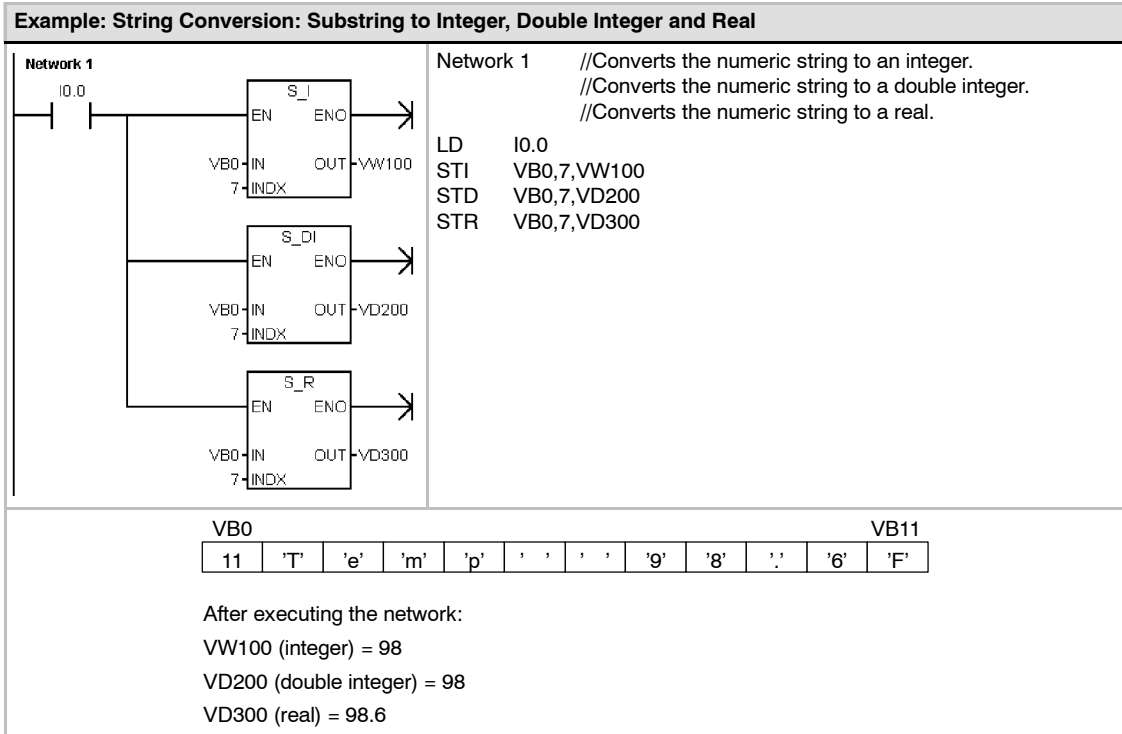 Example: String Conversion: Substring to Integer, Double Integer and Real
Network 1
I0.0
S_I
EN ENO
VB0 IN OUT VW100
7 INDX
S_DI
EN ENO
VB0 IN OUT VD200
7 INDX
S_R
EN ENO
VB0 IN OUT VD300
7 INDX
Network 1 //Converts the numeric string to an integer.
//Converts the numeric string to a double integer.
//Converts the numeric string to a real.
LD I0.0
STI VB0,7,VW100
STD VB0,7,VD200
STR VB0,7,VD300
VB0 VB11
11 ’T’ ’e’ ’m’ ’p’ ’ ’ ’ ’ ’9’ ’8’ ’.’ ’6’ ’F’
After executing the network:
VW100 (integer) = 98
VD200 (double integer) = 98
VD300 (real) = 98.6